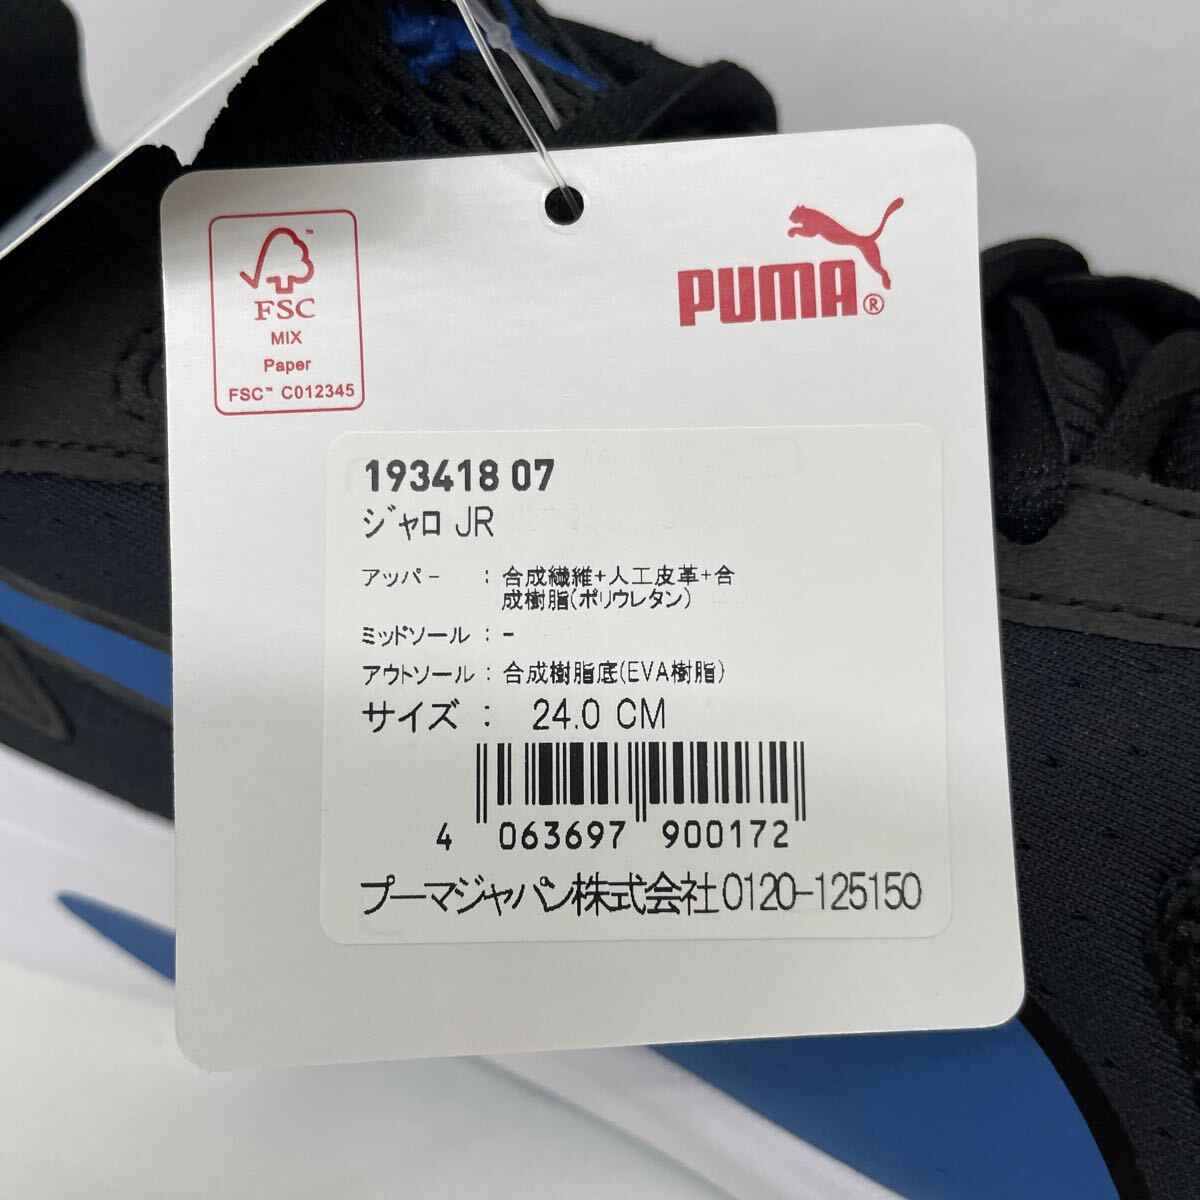 FSC
MIX
Paper
FSC™ C012345
PUMA®
193418 07
ジャロ JR
アッパー : 合成繊維+人工皮革+合
成樹脂(ポリウレタン)
ミッドソール : -
アウトソール : 合成樹脂底(EVA樹脂)
サイズ : 24.0 CM
4 063697 900172
プーマジャパン株式会社0120-125150